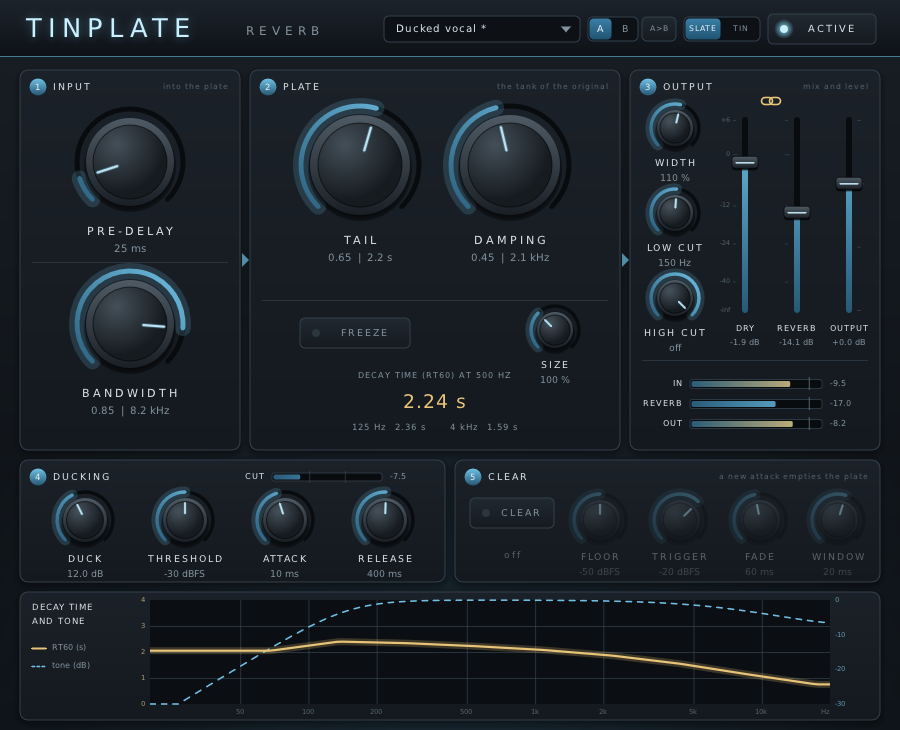 TINPLATE
REVERB
Ducked vocal *
A B A>B SLATE TIN ACTIVE
1 INPUT into the plate
PRE-DELAY
25 ms
BANDWIDTH
0.85 | 8.2 kHz
2 PLATE the tank of the original
TAIL DAMPING
0.65 | 2.2 s 0.45 | 2.1 kHz
FREEZE
SIZE
100 %
DECAY TIME (RT60) AT 500 HZ
2.24 s
125 Hz 2.36 s 4 kHz 1.59 s
3 OUTPUT mix and level
WIDTH
110 %
LOW CUT
150 Hz
HIGH CUT
off
+6
0
-12
-24
-40
-inf
DRY REVERB OUTPUT
-1.9 dB -14.1 dB +0.0 dB
IN -9.5
REVERB -17.0
OUT -8.2
4 DUCKING CUT -7.5
DUCK THRESHOLD ATTACK RELEASE
12.0 dB -30 dBFS 10 ms 400 ms
5 CLEAR a new attack empties the plate
CLEAR
off
FLOOR TRIGGER FADE WINDOW
-50 dBFS -20 dBFS 60 ms 20 ms
DECAY TIME
AND TONE
RT60 (s)
tone (dB)
4
3
2
1
0
0
-10
-20
-30
50 100 200 500 1k 2k 5k 10k Hz